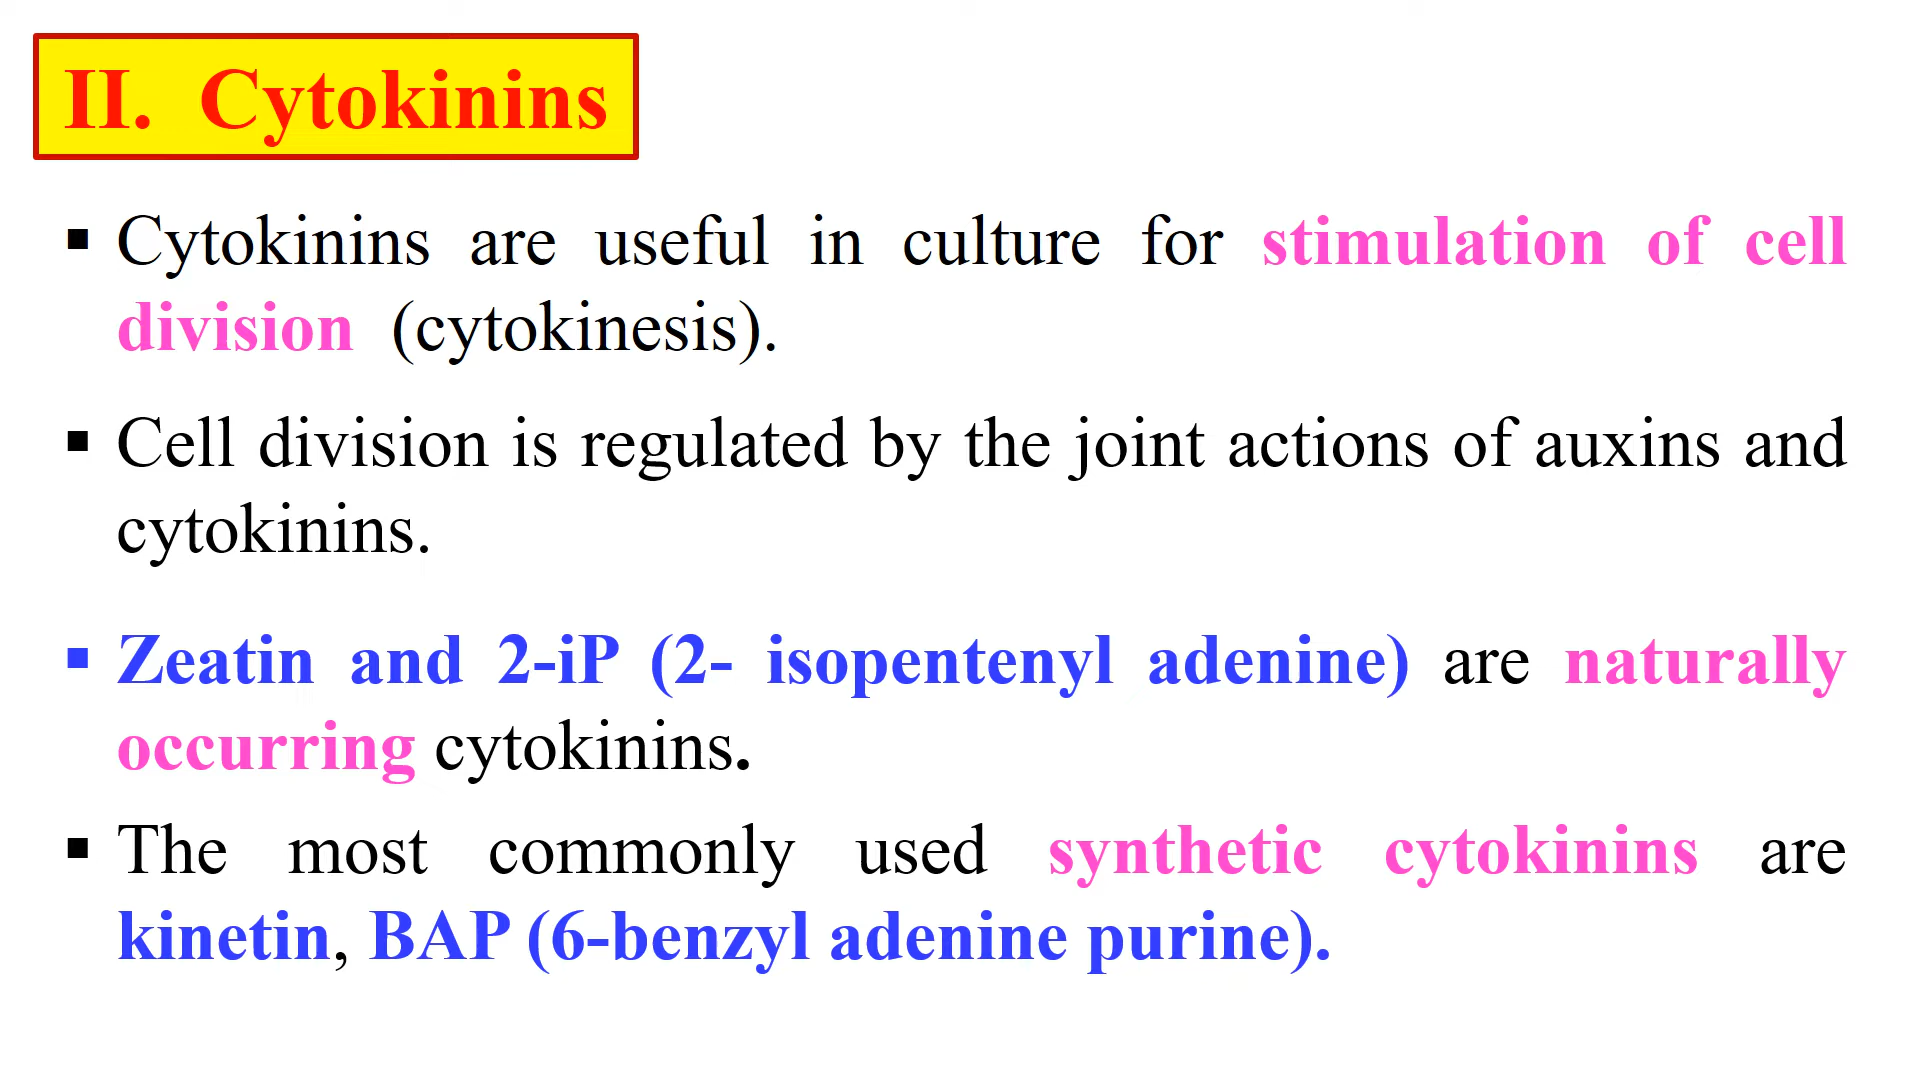 II. Cytokinins
▪ Cytokinins are useful in culture for stimulation of cell
division (cytokinesis).
▪ Cell division is regulated by the joint actions of auxins and
cytokinins.
▪ Zeatin and 2-iP (2- isopentenyl adenine) are naturally
occurring cytokinins.
▪ The most commonly used synthetic cytokinins are
kinetin, BAP (6-benzyl adenine purine).